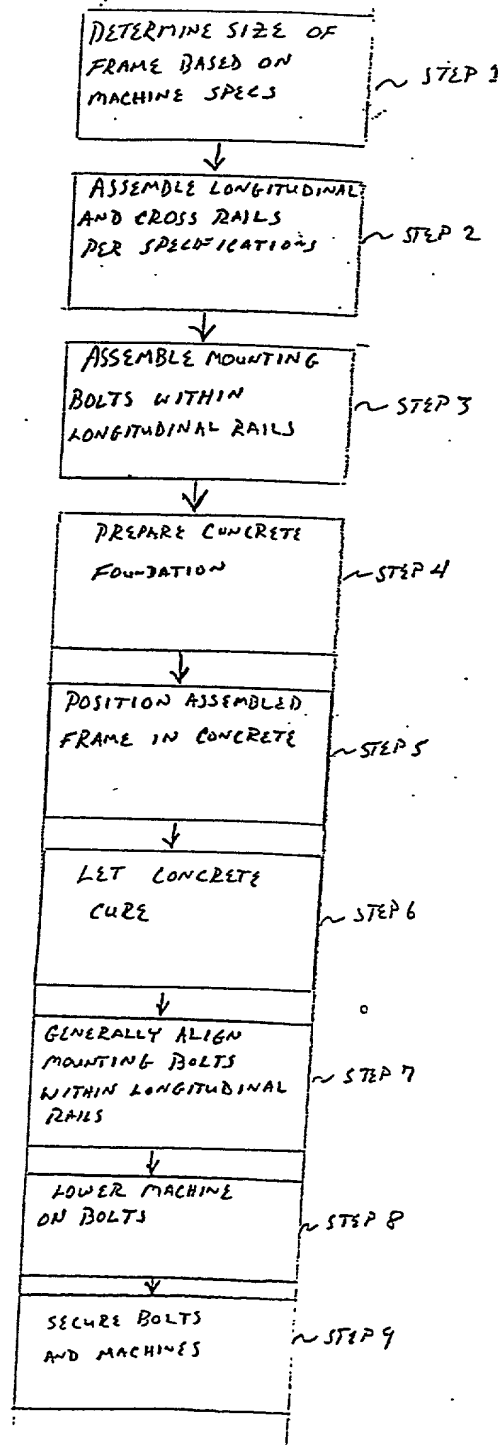 DETERMINE SIZE OF
FRAME BASED ON
MACHINE SPECS
STEP 1
ASSEMBLE LONGITUDINAL
AND CROSS RAILS
PER SPECIFICATIONS
STEP 2
ASSEMBLE MOUNTING
BOLTS WITHIN
LONGITUDINAL RAILS
STEP 3
PREPARE CONCRETE
FOUNDATION
STEP 4
POSITION ASSEMBLED
FRAME IN CONCRETE
STEP 5
LET CONCRETE
CURE
STEP 6
GENERALLY ALIGN
MOUNTING BOLTS
WITHIN LONGITUDINAL
RAILS
STEP 7
LOWER MACHINE
ON BOLTS
STEP 8
SECURE BOLTS
AND MACHINES
STEP 9